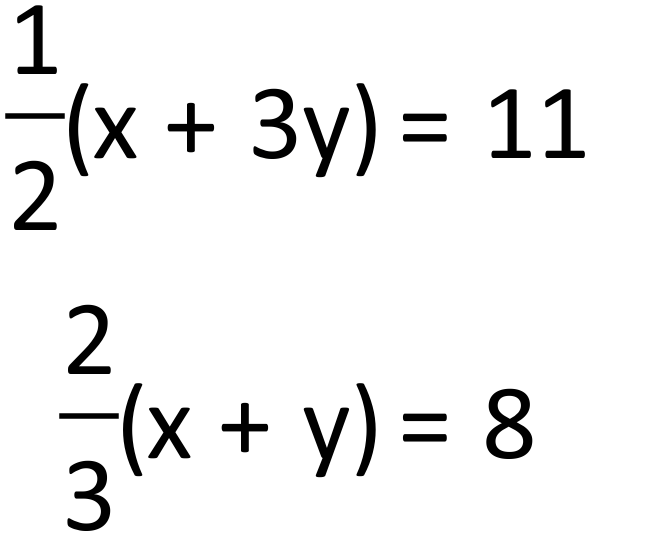 1/2(x + 3y) = 11
2/3(x + y) = 8